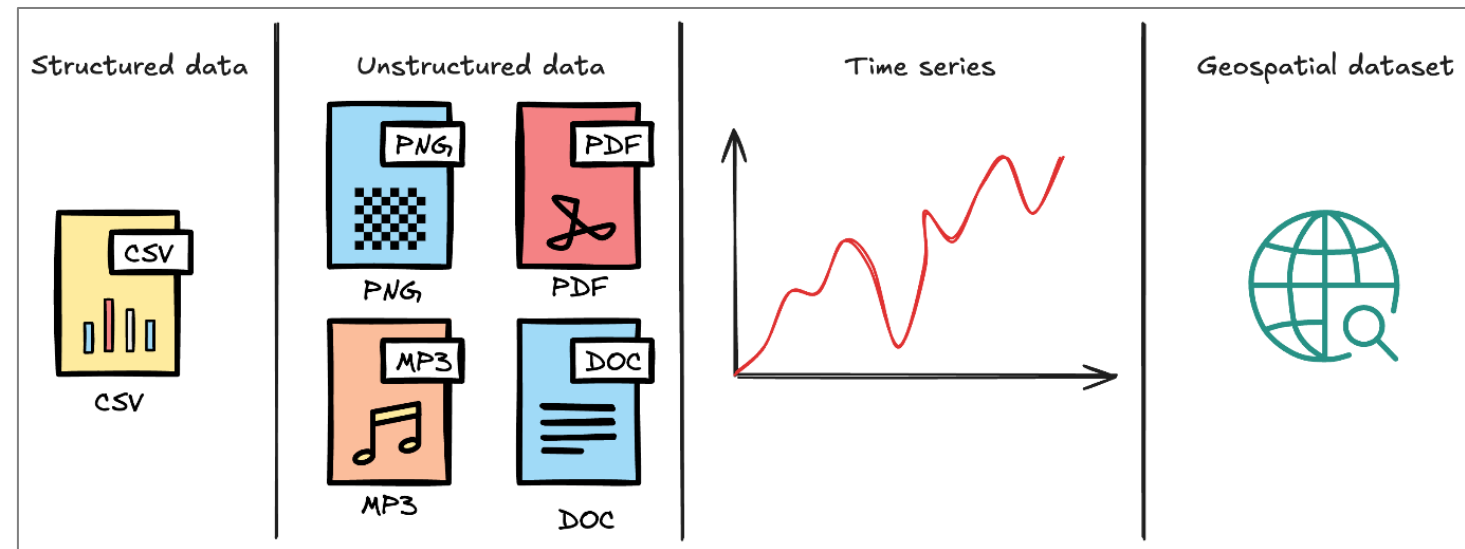 Structured data
CSV
CSV
Unstructured data
PNG
PNG
PDF
PDF
MP3
MP3
DOC
DOC
Time series
Geospatial dataset